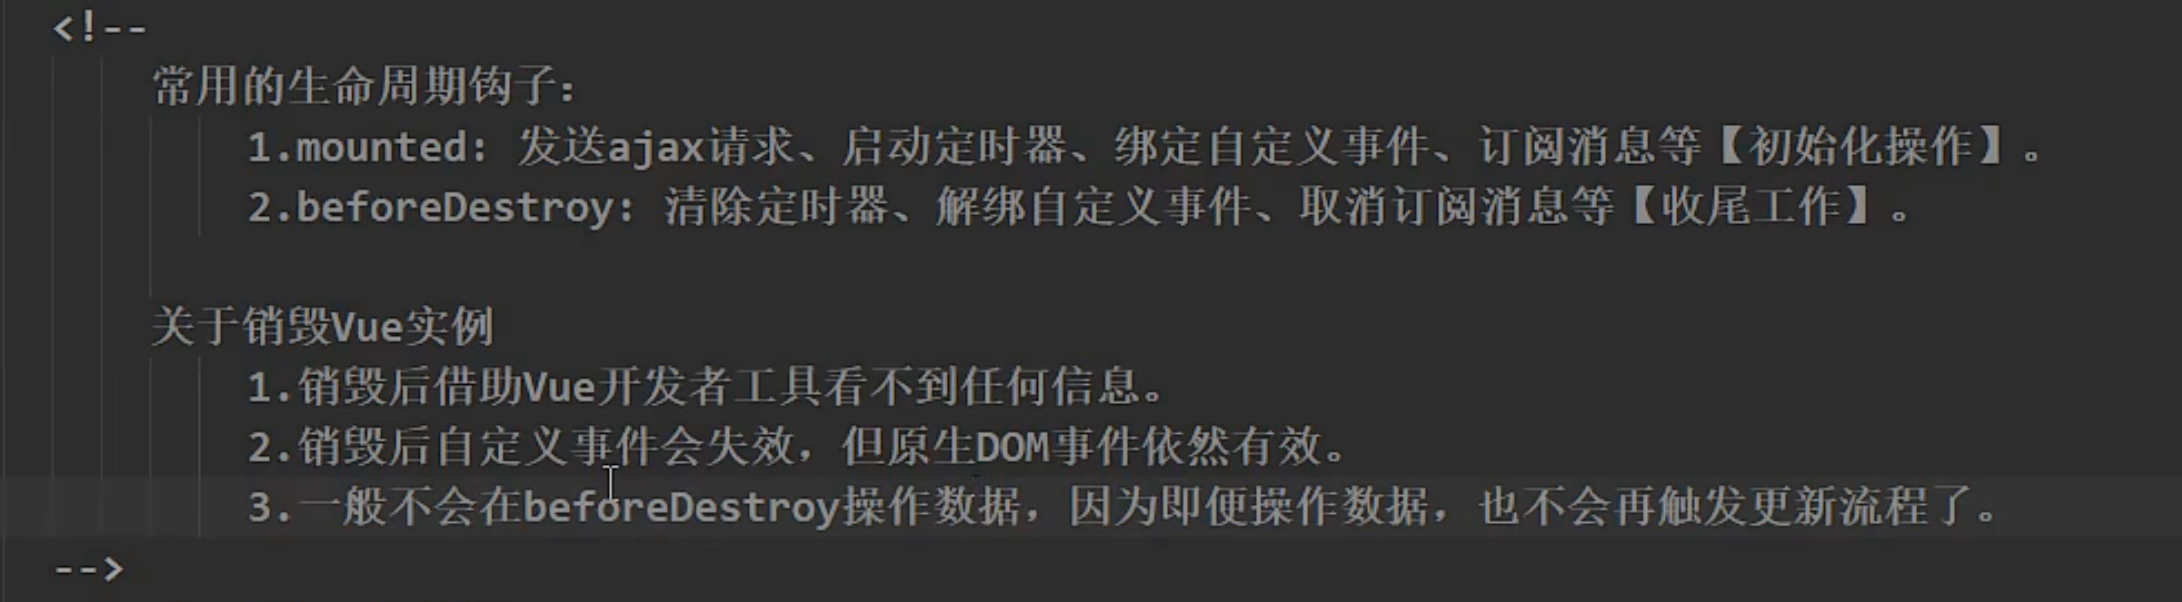 <!--
常用的生命周期钩子：
1.mounted: 发送ajax请求、启动定时器、绑定自定义事件、订阅消息等【初始化操作】。
2.beforeDestroy: 清除定时器、解绑自定义事件、取消订阅消息等【收尾工作】。
关于销毁Vue实例
1.销毁后借助Vue开发者工具看不到任何信息。
2.销毁后自定义事件会失效，但原生DOM事件依然有效。
3.一般不会在beforeDestroy操作数据，因为即便操作数据，也不会再触发更新流程了。
-->